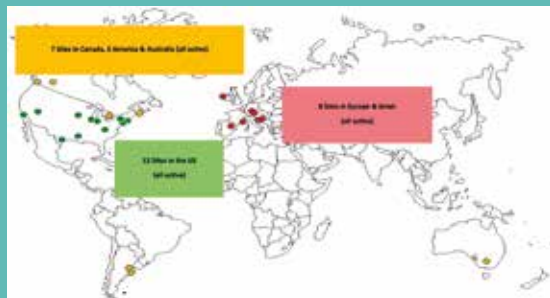 7 Sites in Canada, S America & Australia (all active)
8 Sites in Europe & Israel
(all active)
12 Sites in the US
(all active)